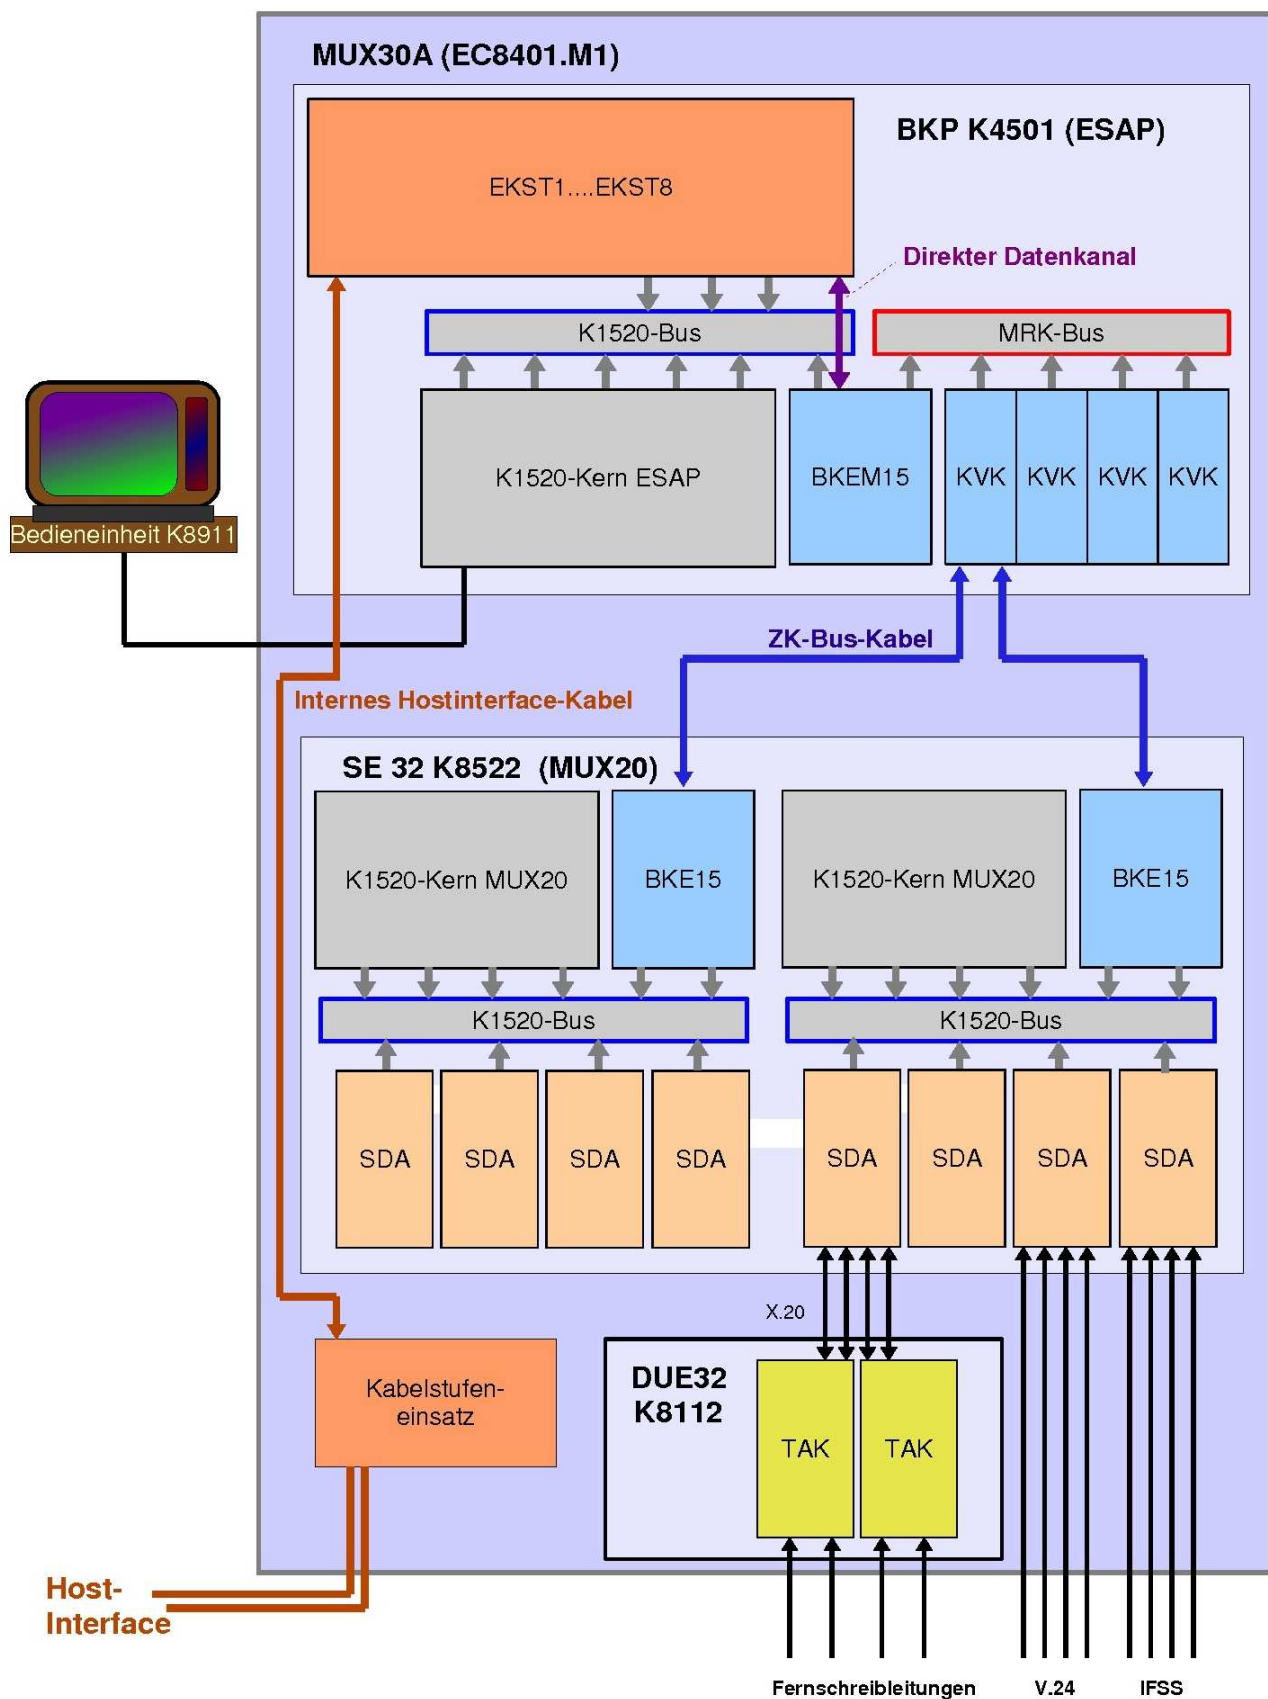 MUX30A (EC8401.M1)
BKP K4501 (ESAP)
EKST1....EKST8
Direkter Datenkanal
K1520-Bus
MRK-Bus
K1520-Kern ESAP
BKEM15
KVK
KVK
KVK
KVK
Bedieneinheit K8911
ZK-Bus-Kabel
Internes Hostinterface-Kabel
SE 32 K8522 (MUX20)
K1520-Kern MUX20
BKE15
K1520-Kern MUX20
BKE15
K1520-Bus
K1520-Bus
SDA
SDA
SDA
SDA
SDA
SDA
SDA
SDA
X.20
Kabelstufen-
einsatz
DUE32
K8112
TAK
TAK
Host-
Interface
Fernschreibleitungen
V.24
IFSS